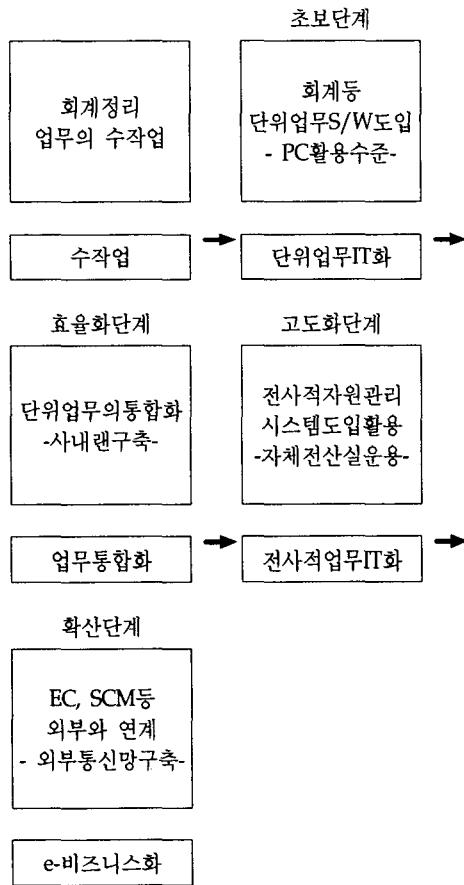 회계정리
업무의 수작업
수작업
초보단계
회계등
단위업무S/W도입
- PC활용수준-
단위업무IT화
효율화단계
단위업무의통합화
-사내랜구축-
업무통합화
고도화단계
전사적자원관리
시스템도입활용
-자체전산실운용-
전사적업무IT화
확산단계
EC, SCM등
외부와 연계
- 외부통신망구축-
e-비즈니스화